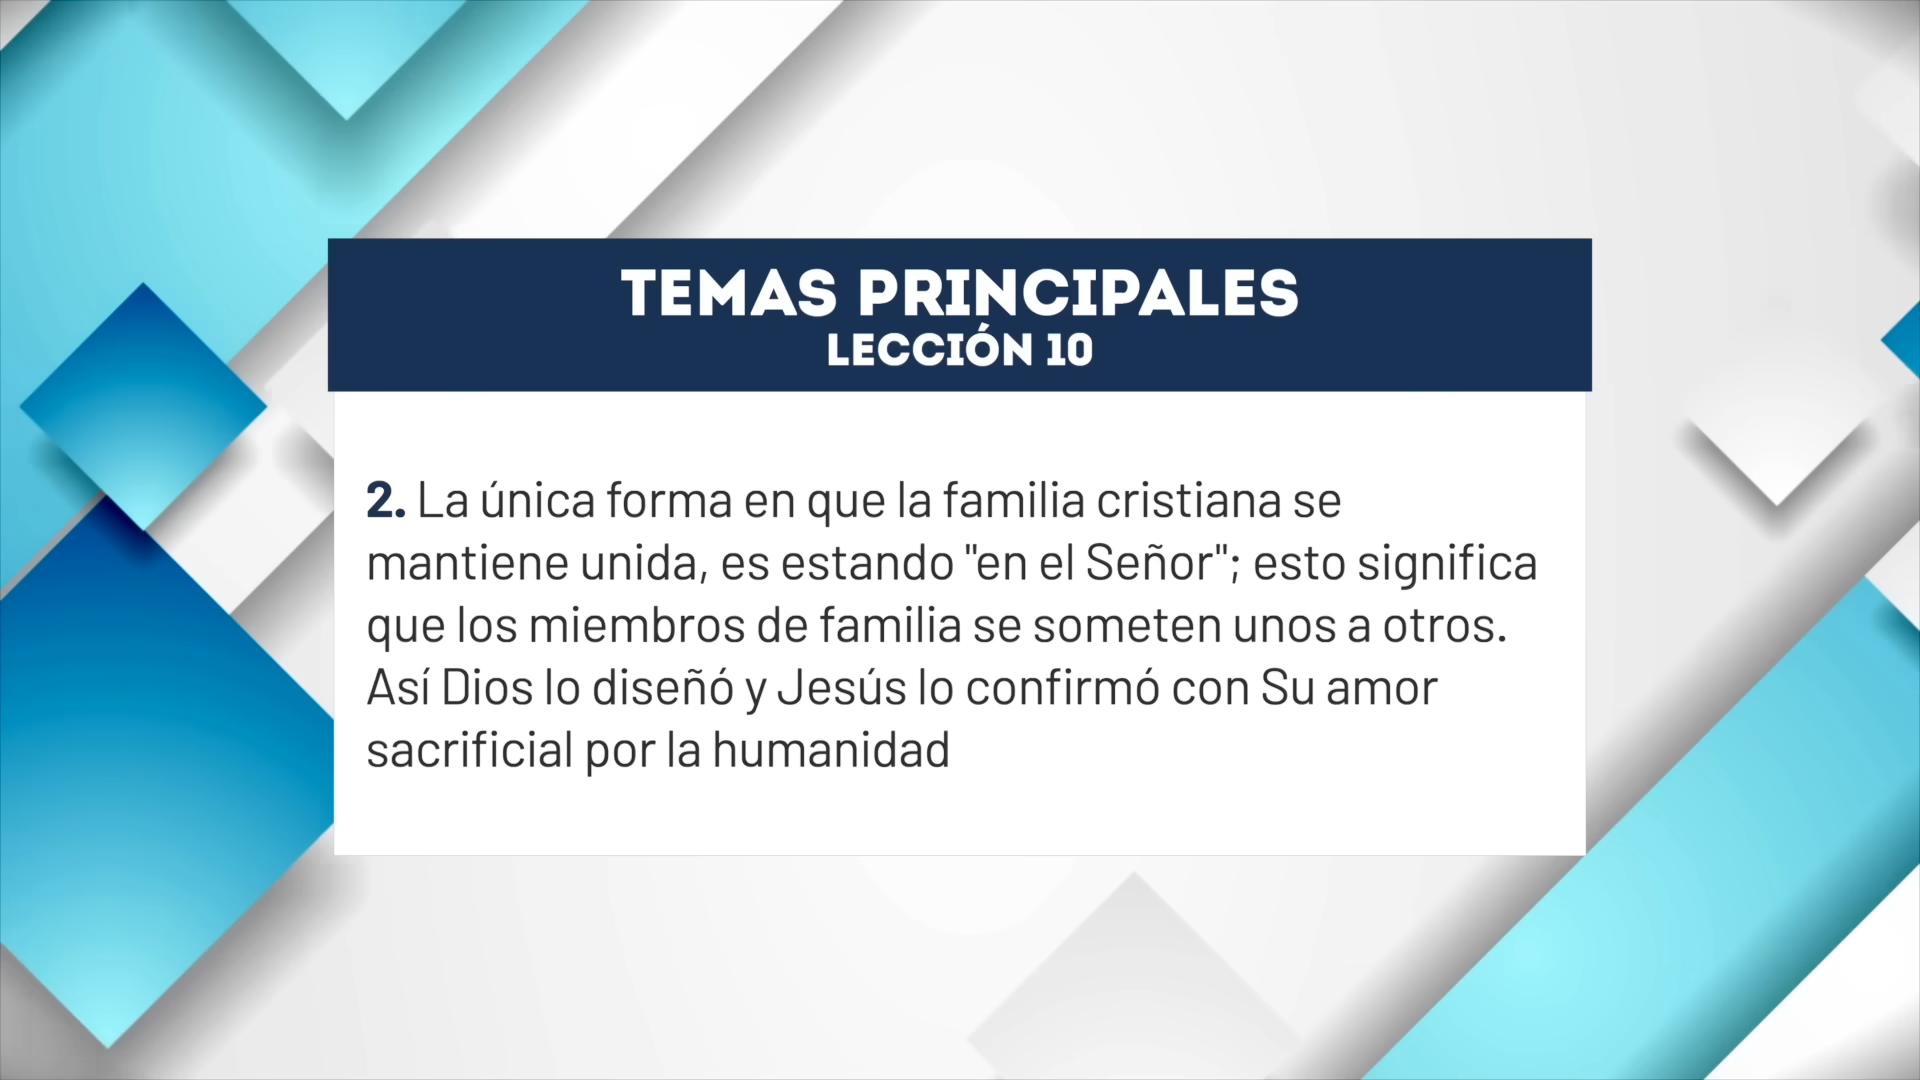 TEMAS PRINCIPALES
LECCIÓN 10
2. La única forma en que la familia cristiana se
mantiene unida, es estando "en el Señor"; esto significa
que los miembros de familia se someten unos a otros.
Así Dios lo diseñó y Jesús lo confirmó con Su amor
sacrificial por la humanidad